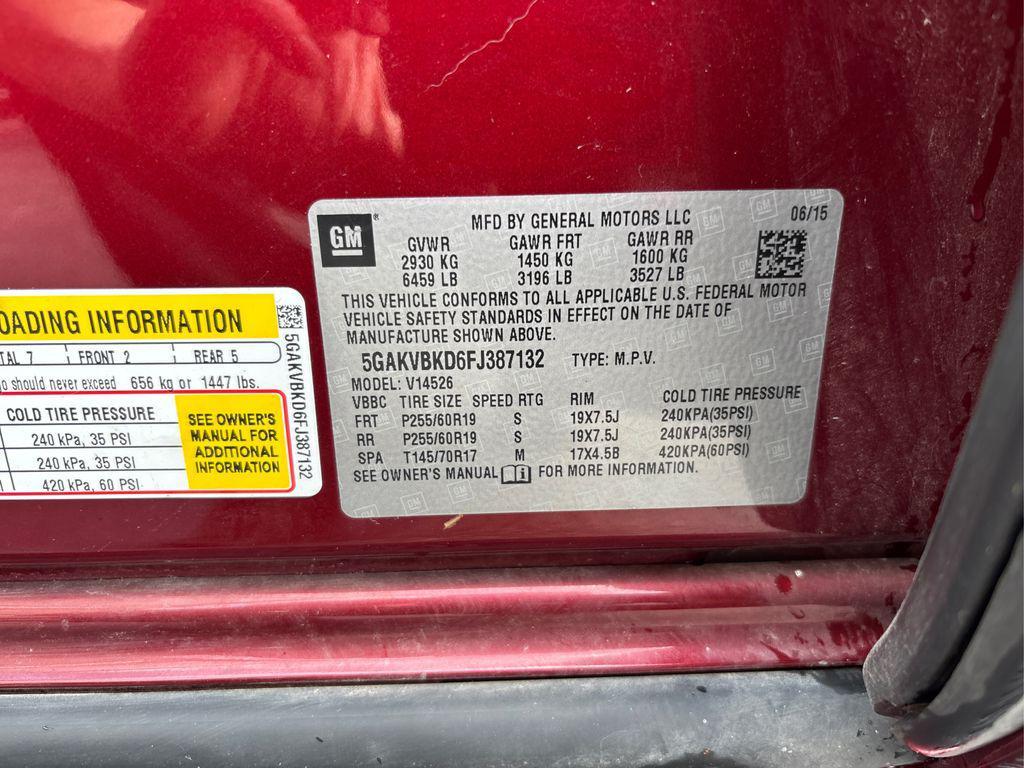 GM
MFD BY GENERAL MOTORS LLC 06/15
GVWR GAWR FRT GAWR RR
2930 KG 1450 KG 1600 KG
6459 LB 3196 LB 3527 LB
THIS VEHICLE CONFORMS TO ALL APPLICABLE U.S. FEDERAL MOTOR
VEHICLE SAFETY STANDARDS IN EFFECT ON THE DATE OF
MANUFACTURE SHOWN ABOVE.
5GAKVBKD6FJ387132 TYPE: M.P.V.
MODEL: V14526
VBBC TIRE SIZE SPEED RTG RIM COLD TIRE PRESSURE
FRT P255/60R19 S 19X7.5J 240KPA(35PSI)
RR P255/60R19 S 19X7.5J 240KPA(35PSI)
SPA T145/70R17 M 17X4.5B 420KPA(60PSI)
SEE OWNER'S MANUAL FOR MORE INFORMATION.
OADING INFORMATION
TAL 7 FRONT 2 REAR 5
go should never exceed 656 kg or 1447 lbs.
COLD TIRE PRESSURE
240 kPa, 35 PSI
240 kPa, 35 PSI
420 kPa, 60 PSI
SEE OWNER'S
MANUAL FOR
ADDITIONAL
INFORMATION
5GAKVBKD6FJ387132